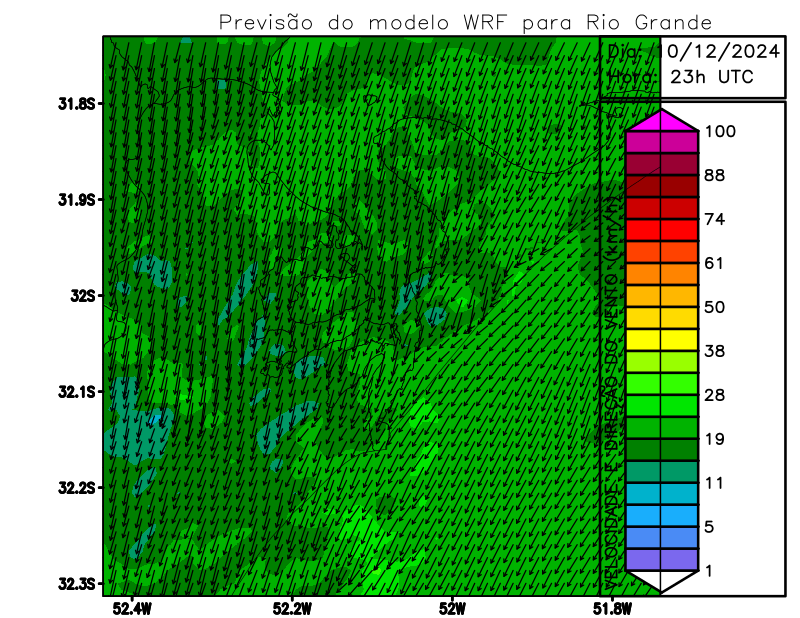 Previsão do modelo WRF para Rio Grande
Dia: 10/12/2024
Hora: 23h UTC
31.8S
31.9S
32S
32.1S
32.2S
32.3S
52.4W
52.2W
52W
51.8W
VELOCIDADE E DIREÇÃO DO VENTO (km/h)
100
88
74
61
50
38
28
19
11
5
1